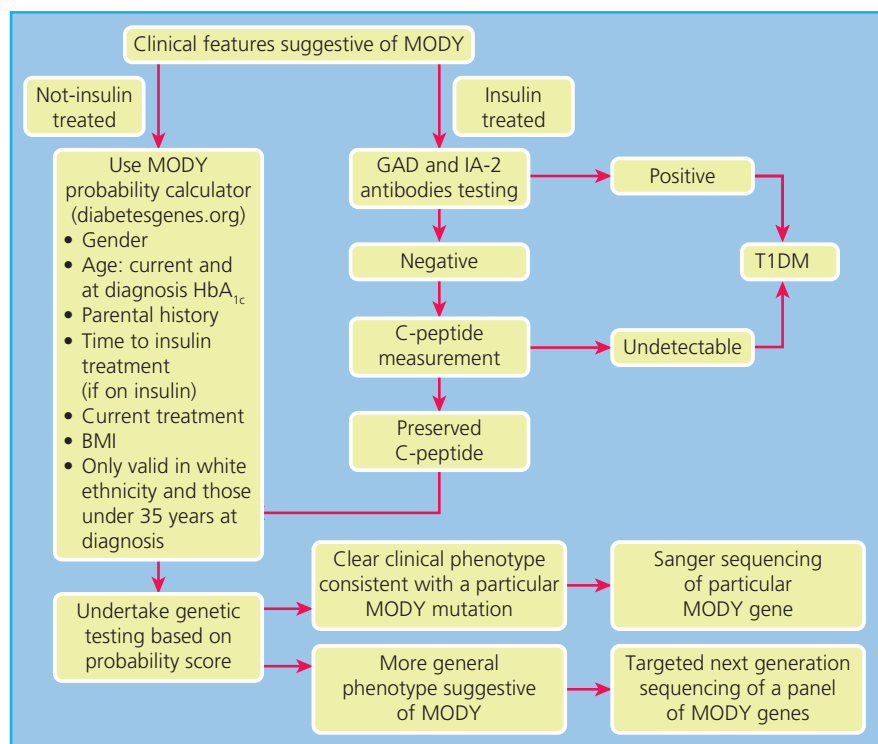 Clinical features suggestive of MODY
Not-insulin
treated
Insulin
treated
Use MODY
probability calculator
(diabetesgenes.org)
• Gender
• Age: current and
at diagnosis HbA1c
• Parental history
• Time to insulin
treatment
(if on insulin)
• Current treatment
• BMI
• Only valid in white
ethnicity and those
under 35 years at
diagnosis
GAD and IA-2
antibodies testing
Positive
Negative
T1DM
C-peptide
measurement
Undetectable
Preserved
C-peptide
Undertake genetic
testing based on
probability score
Clear clinical phenotype
consistent with a particular
MODY mutation
Sanger sequencing
of particular
MODY gene
More general
phenotype suggestive
of MODY
Targeted next generation
sequencing of a panel
of MODY genes